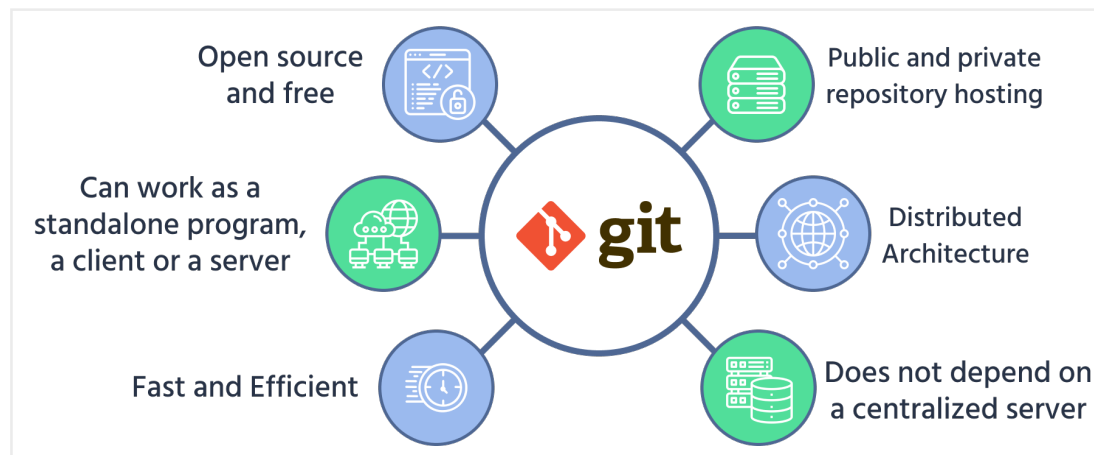 Open source
and free
Public and private
repository hosting
Can work as a
standalone program,
a client or a server
git
Distributed
Architecture
Fast and Efficient
Does not depend on
a centralized server